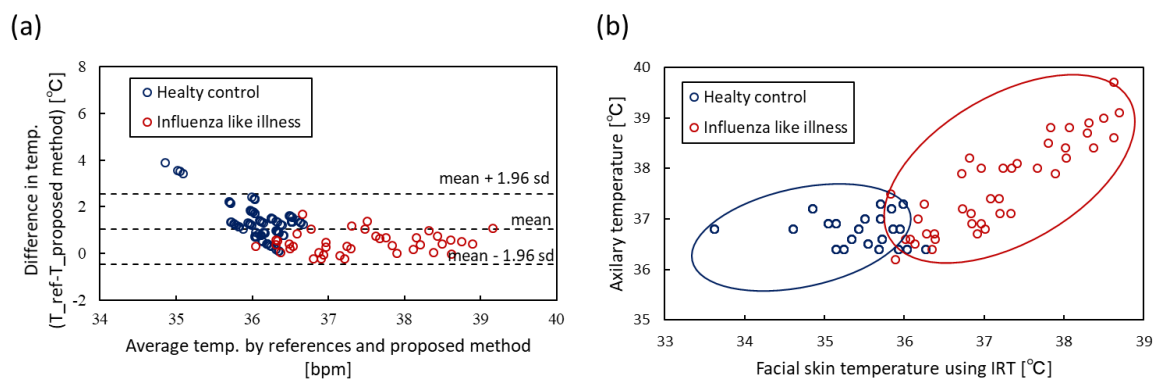 (a)
Difference in temp.
(T_ref-T_proposed method) [℃]
8
6
4
2
0
-2
Healty control
Influenza like illness
mean + 1.96 sd
mean
mean - 1.96 sd
34
35
36
37
38
39
40
Average temp. by references and proposed method
[bpm]
(b)
Axilary temperature [℃]
40
39
38
37
36
35
Healty control
Influenza like illness
33
34
35
36
37
38
39
Facial skin temperature using IRT [℃]